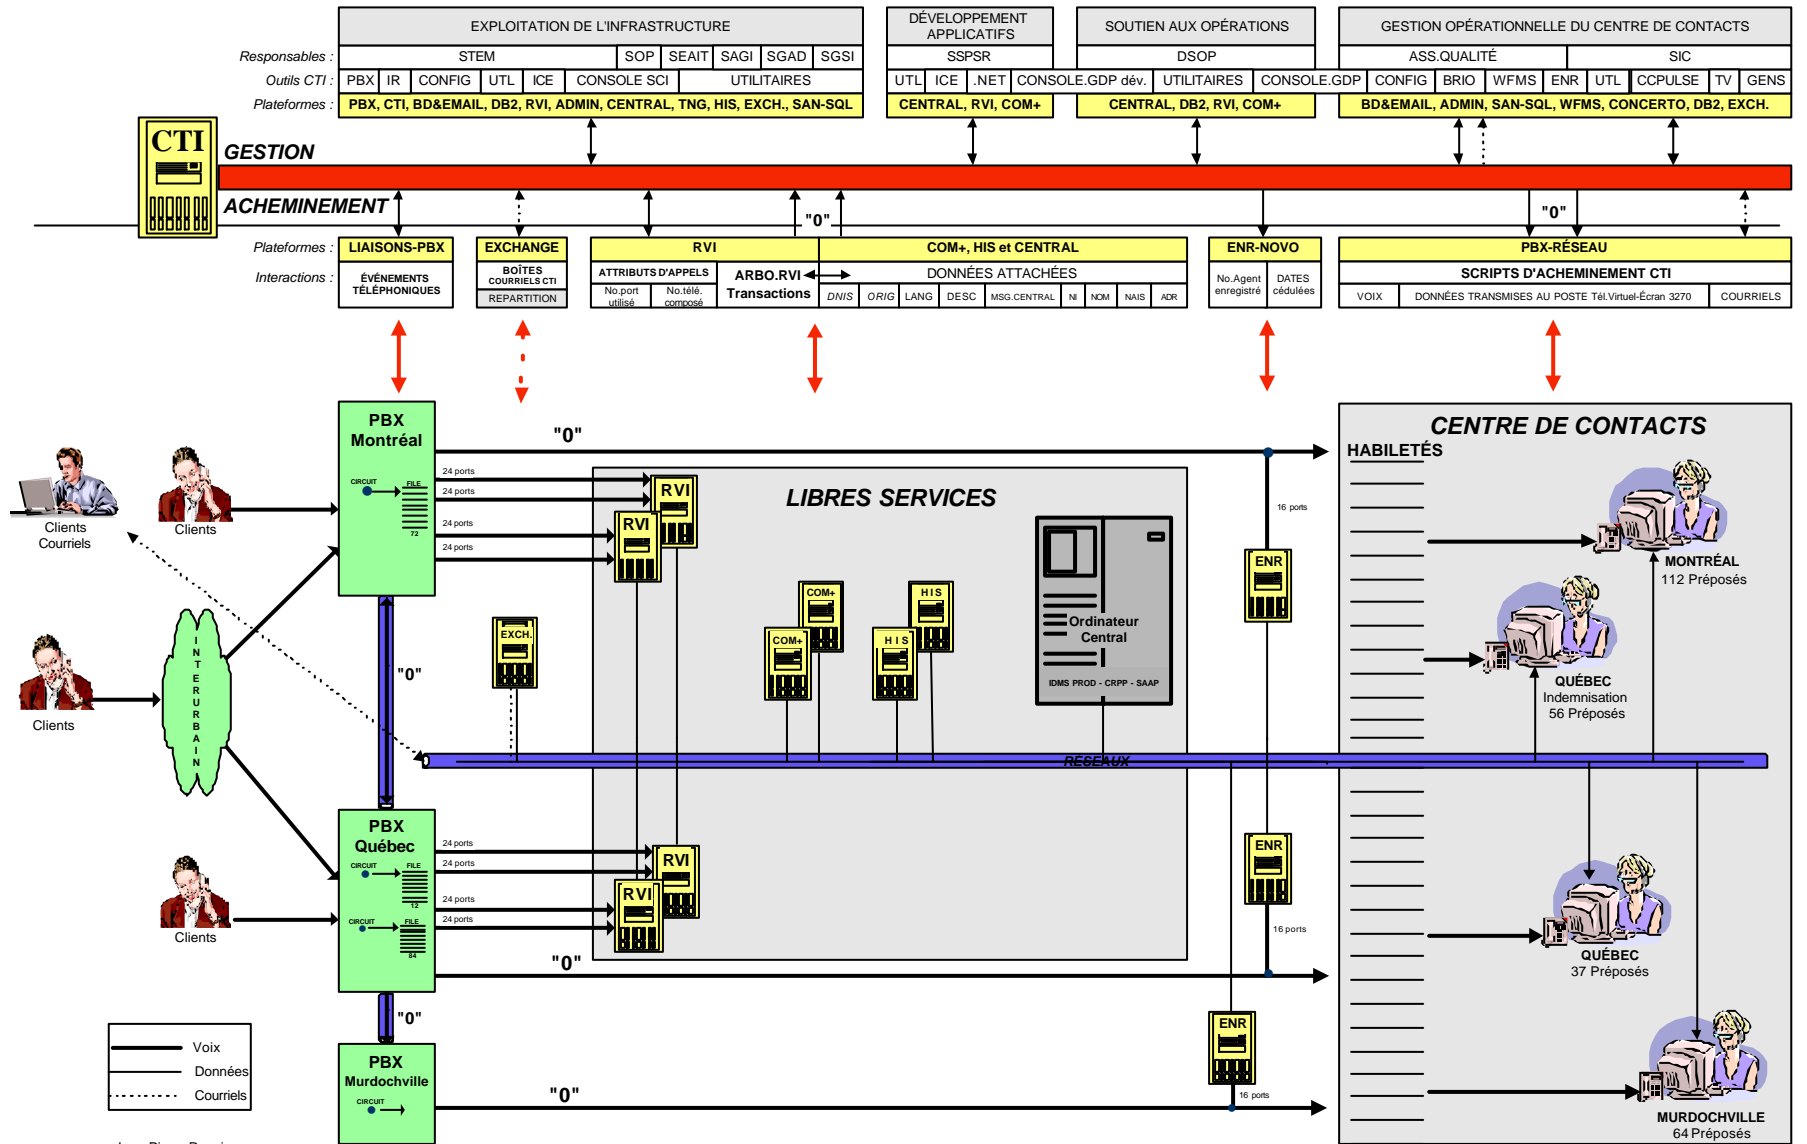 EXPLOITATION DE L'INFRASTRUCTURE
DÉVELOPPEMENT
APPLICATIFS
SOUTIEN AUX OPÉRATIONS
GESTION OPÉRATIONNELLE DU CENTRE DE CONTACTS
Responsables :
STEM
SOP
SEAIT
SAGI
SGAD
SGSI
SSPSR
DSOP
ASS.QUALITÉ
SIC
Outils CTI :
PBX
IR
CONFIG
UTL
ICE
CONSOLE SCI
UTILITAIRES
UTL
ICE
.NET
CONSOLE.GDP dév.
UTILITAIRES
CONSOLE.GDP
CONFIG
BRIO
WFMS
ENR
UTL
CCPULSE
TV
GENS
Plateformes :
PBX, CTI, BD&EMAIL, DB2, RVI, ADMIN, CENTRAL, TNG, HIS, EXCH., SAN-SQL
CENTRAL, RVI, COM+
CENTRAL, DB2, RVI, COM+
BD&EMAIL, ADMIN, SAN-SQL, WFMS, CONCERTO, DB2, EXCH.
CTI
GESTION
ACHEMINEMENT
"0"
"0"
Plateformes :
LIAISONS-PBX
EXCHANGE
RVI
COM+, HIS et CENTRAL
ENR-NOVO
PBX-RÉSEAU
Interactions :
ÉVÉNEMENTS
TÉLÉPHONIQUES
BOÎTES
COURRIELS CTI
REPARTITION
ATTRIBUTS D'APPELS
No.port
utilisé
No.télé.
composé
ARBO.RVI
Transactions
DONNÉES ATTACHÉES
DNIS
ORIG
LANG
DESC
MSG.CENTRAL
NI
NOM
NAIS
ADR
No.Agent
enregistré
DATES
cédulées
SCRIPTS D'ACHEMINEMENT CTI
VOIX
DONNÉES TRANSMISES AU POSTE Tél.Virtuel-Écran 3270
COURRIELS
PBX
Montréal
CIRCUIT
FILE
72
"0"
24 ports
24 ports
24 ports
24 ports
RVI
RVI
LIBRES SERVICES
CENTRE DE CONTACTS
HABILETÉS
Clients
Courriels
Clients
16 ports
ENR
MONTRÉAL
112 Préposés
COM+
COM+
HIS
HIS
EXCH.
Ordinateur
Central
IDMS PROD - CRPP - SAAP
INTERURBAIN
Clients
"0"
QUÉBEC
Indemnisation
56 Préposés
RÉSEAUX
PBX
Québec
CIRCUIT
FILE
12
CIRCUIT
FILE
84
24 ports
24 ports
24 ports
24 ports
RVI
RVI
ENR
16 ports
Clients
"0"
QUÉBEC
37 Préposés
"0"
Voix
Données
Courriels
PBX
Murdochville
CIRCUIT
"0"
ENR
16 ports
MURDOCHVILLE
64 Préposés